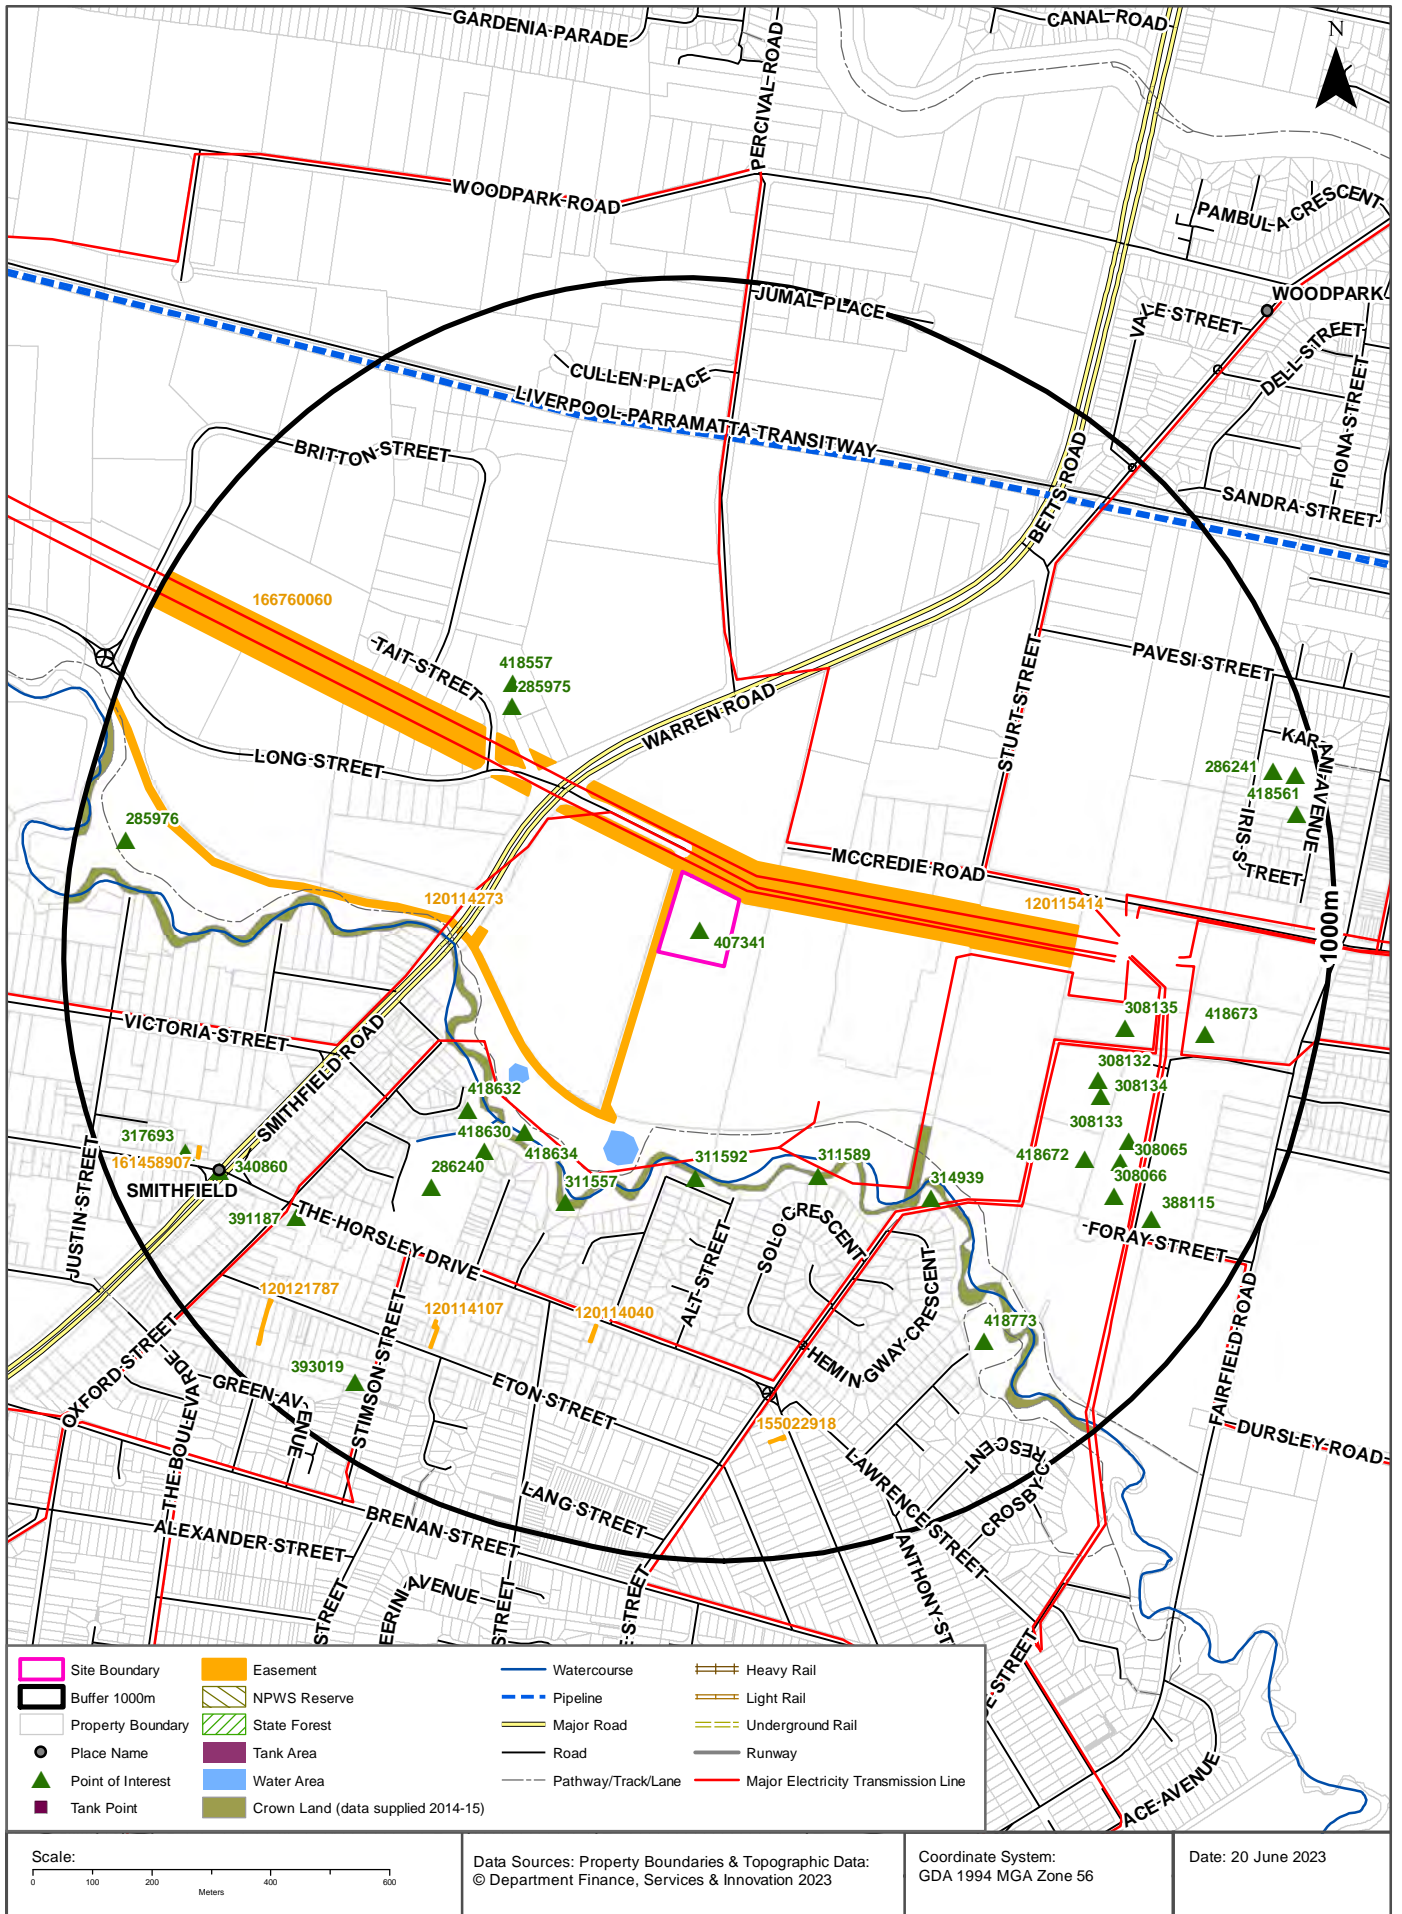 GARDENIA PARADE
CANAL ROAD
N
PERCIVAL ROAD
WOODPARK ROAD
PAMBULA CRESCENT
JUMAL PLACE
WOODPARK
VALE STREET
DELL STREET
CULLEN PLACE
FIONA STREET
LIVERPOOL PARRAMATTA TRANSITWAY
BRITTON STREET
BETTS ROAD
SANDRA STREET
166760060
TAIT STREET
418557
285975
PAVESI STREET
WARREN ROAD
STURT STREET
KARANI AVENUE
LONG STREET
286241
418561
IRIS STREET
285976
MCCREDIE ROAD
120114273
120115414
407341
1000m
VICTORIA STREET
308135
418673
SMITHFIELD ROAD
308132
308134
418632
308133
418630
317693
161458907
340860
286240
418634
311592
311589
418672
308065
308066
311557
314939
388115
SMITHFIELD
JUSTIN STREET
391187
THE HORSLEY DRIVE
SOLO CRESCENT
FORAY STREET
ALT STREET
120121787
120114107
120114040
HEMINGWAY CRESCENT
418773
FAIRFIELD ROAD
OXFORD STREET
THE BOULEVARDE
393019
STIMSON STREET
GREEN AVENUE
ETON STREET
155022918
DURSLEY ROAD
LAWRENCE STREET
CROSBY CRESCENT
LANG STREET
BRENAN STREET
ALEXANDER STREET
ANTHONY ST
AVENUE
STREET
STREET
STREET
STREET
ACE AVENUE
Site Boundary
Buffer 1000m
Property Boundary
Place Name
Point of Interest
Tank Point
Easement
NPWS Reserve
State Forest
Tank Area
Water Area
Crown Land (data supplied 2014-15)
Watercourse
Pipeline
Major Road
Road
Pathway/Track/Lane
Heavy Rail
Light Rail
Underground Rail
Runway
Major Electricity Transmission Line
Scale:
0 100 200 400 600
Meters
Data Sources: Property Boundaries & Topographic Data:
© Department Finance, Services & Innovation 2023
Coordinate System:
GDA 1994 MGA Zone 56
Date: 20 June 2023